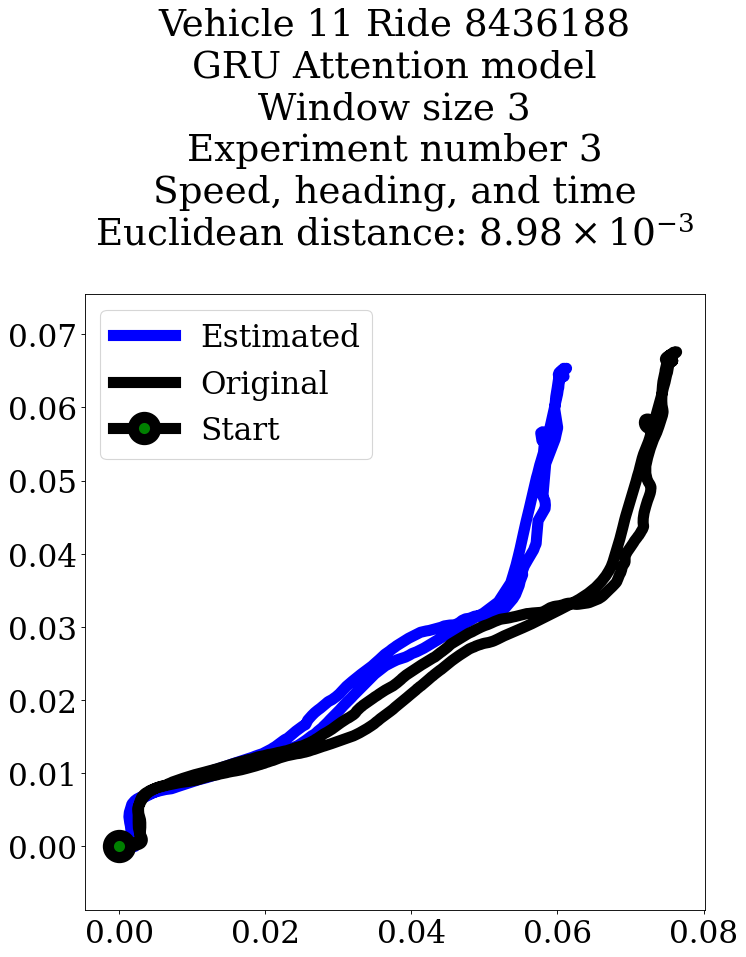 Vehicle 11 Ride 8436188
GRU Attention model
Window size 3
Experiment number 3
Speed, heading, and time
Euclidean distance: 8.98 × 10⁻³
Estimated
Original
Start
0.07
0.06
0.05
0.04
0.03
0.02
0.01
0.00
0.00 0.02 0.04 0.06 0.08